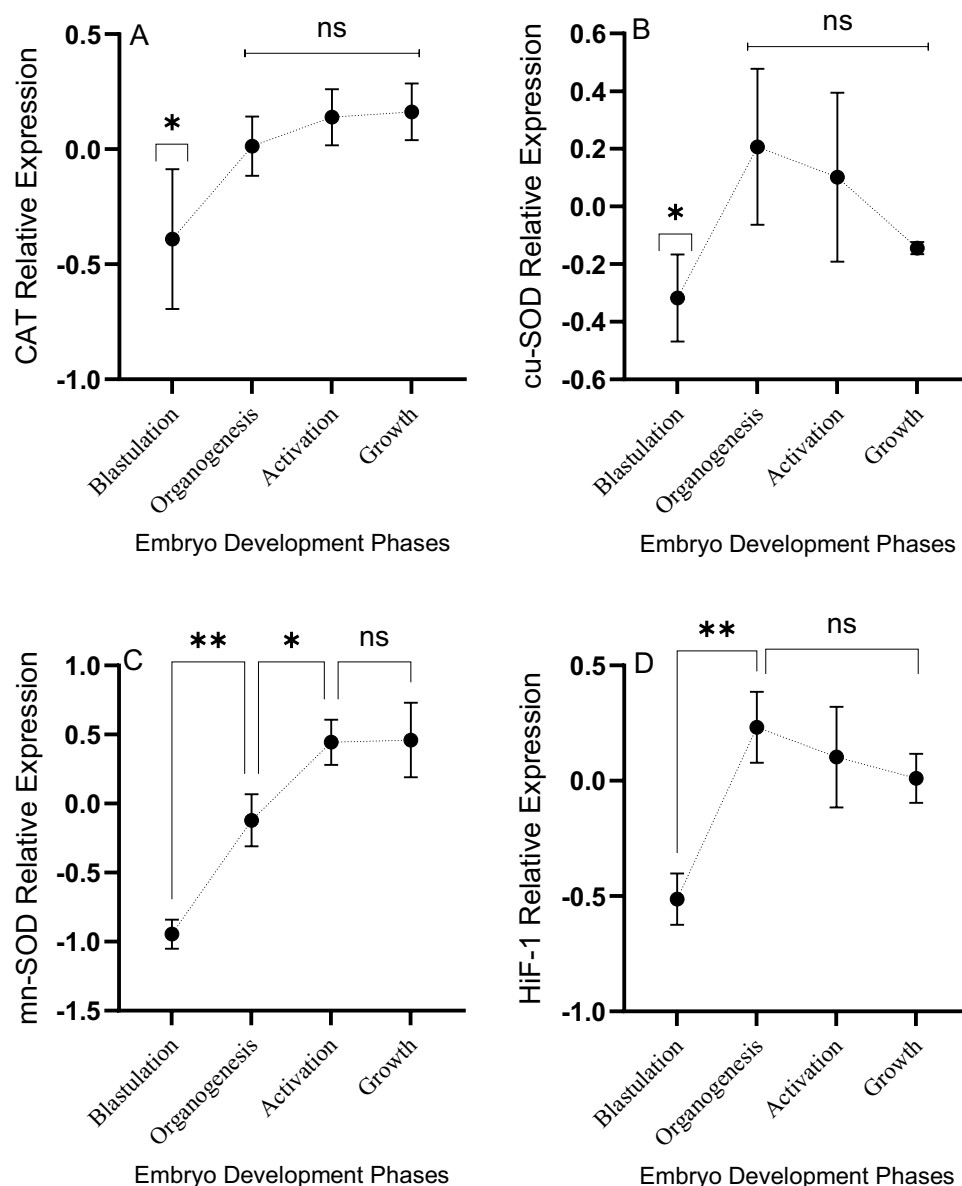 A
ns
CAT Relative Expression
0.5
0.0
-0.5
-1.0
*
Blastulation
Organogenesis
Activation
Growth
Embryo Development Phases
B
ns
cu-SOD Relative Expression
0.6
0.4
0.2
0.0
-0.2
-0.4
-0.6
*
Blastulation
Organogenesis
Activation
Growth
Embryo Development Phases
C
** * ns
mn-SOD Relative Expression
1.0
0.5
0.0
-0.5
-1.0
-1.5
Blastulation
Organogenesis
Activation
Growth
Embryo Development Phases
D
** ns
HiF-1 Relative Expression
0.5
0.0
-0.5
-1.0
Blastulation
Organogenesis
Activation
Growth
Embryo Development Phases